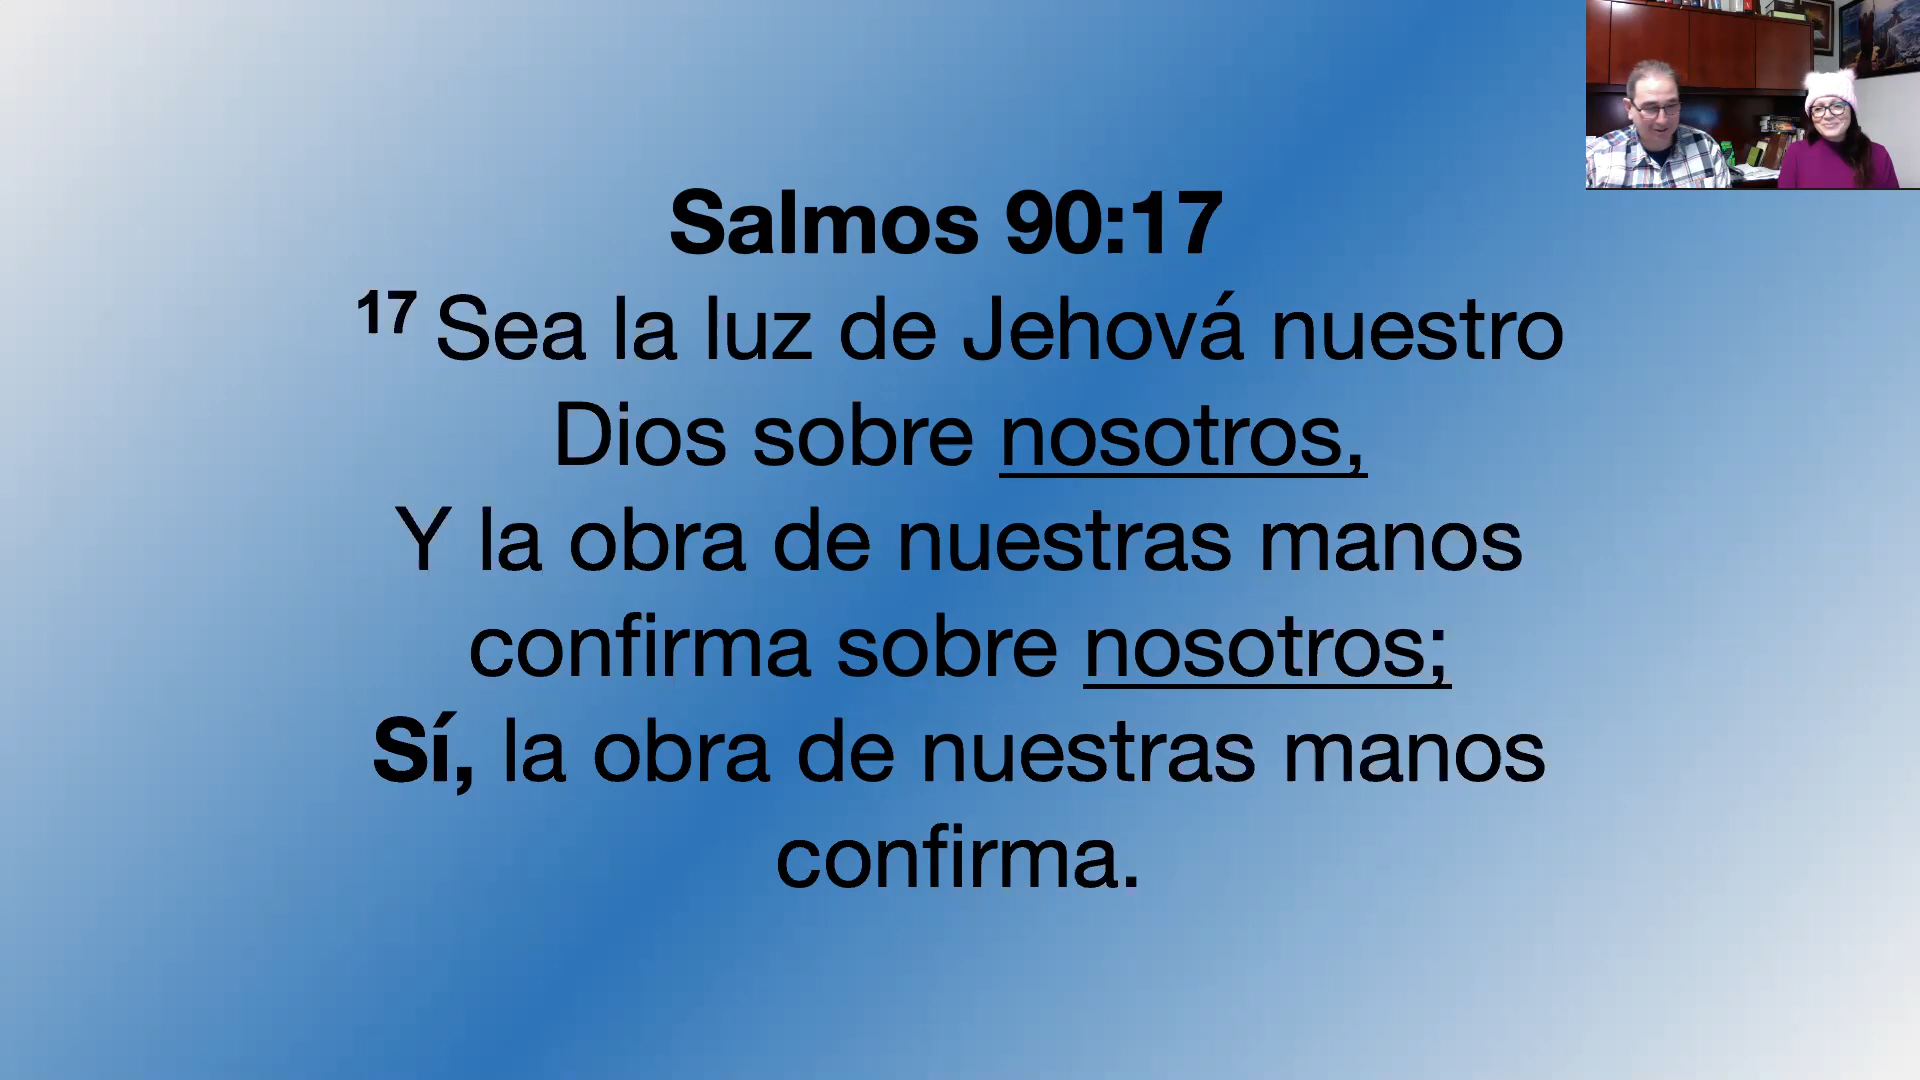 Salmos 90:17
17 Sea la luz de Jehová nuestro
Dios sobre nosotros,
Y la obra de nuestras manos
confirma sobre nosotros;
Sí, la obra de nuestras manos
confirma.